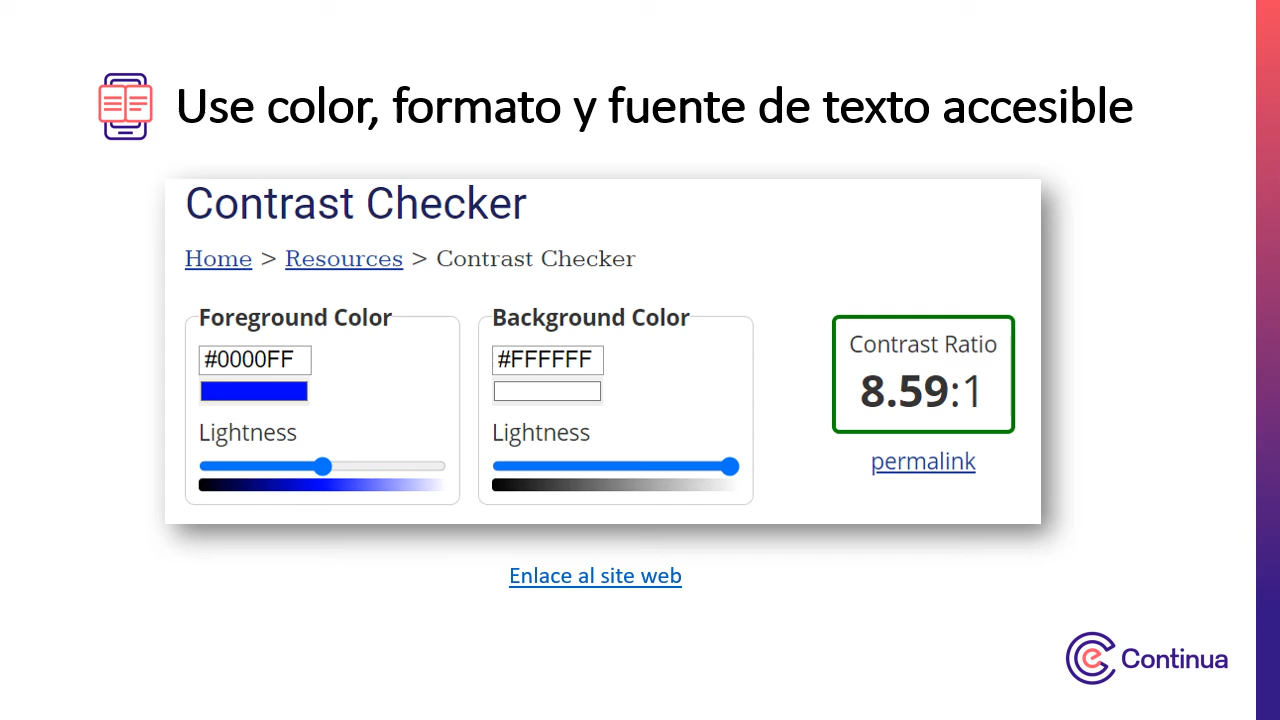 Use color, formato y fuente de texto accesible
Contrast Checker
Home > Resources > Contrast Checker
Foreground Color
#0000FF
Lightness
Background Color
#FFFFFF
Lightness
Contrast Ratio
8.59:1
permalink
Enlace al site web
Continua